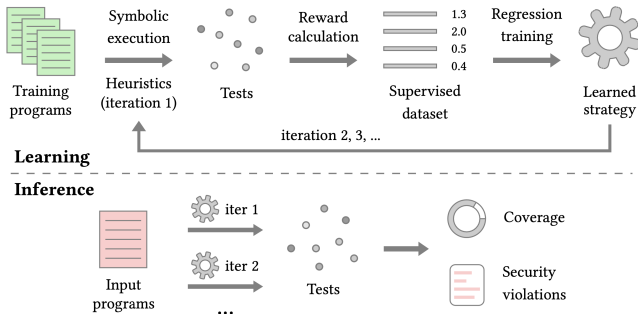 Training
programs
Symbolic
execution
Heuristics
(iteration 1)
Tests
Reward
calculation
1.3
2.0
0.5
0.4
Supervised
dataset
Regression
training
Learned
strategy
iteration 2, 3, ...
Learning
Inference
Input
programs
iter 1
iter 2
...
Tests
Coverage
Security
violations